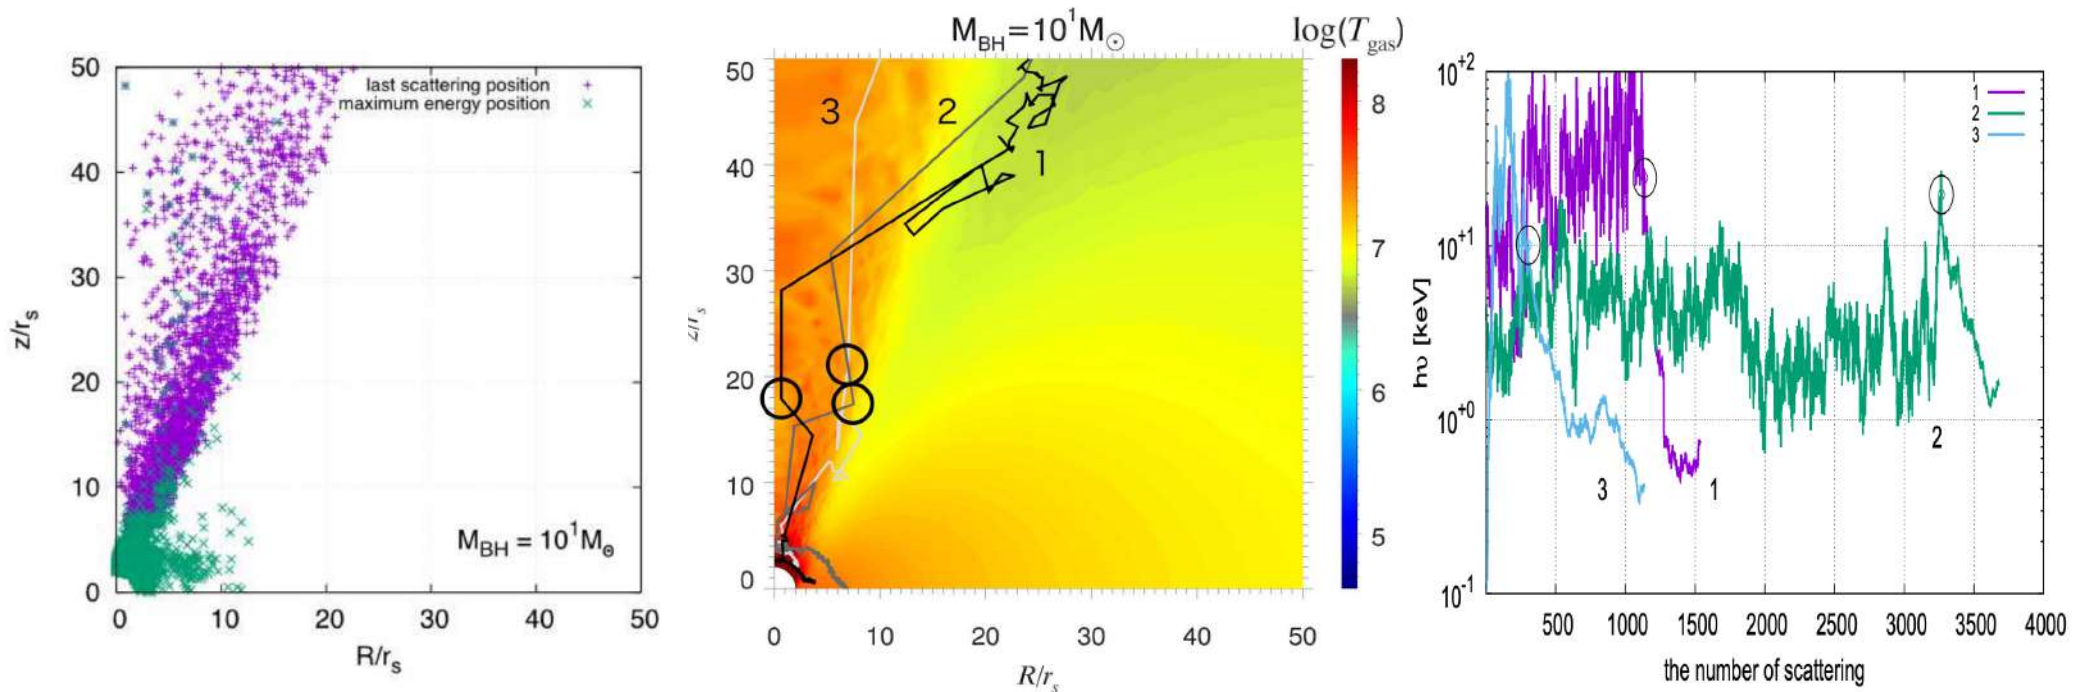 50
40
30
20
10
0
z/rₛ
last scattering position
maximum energy position
M_BH = 10¹M⊙
0 10 20 30 40 50
R/rₛ
M_BH=10¹M⊙
log(T_gas)
50
40
30
20
10
0
z/rₛ
3
2
1
8
7
6
5
0 10 20 30 40 50
R/rₛ
10⁺²
10⁺¹
10⁺⁰
10⁻¹
hυ [keV]
1
2
3
2
3
1
500 1000 1500 2000 2500 3000 3500 4000
the number of scattering